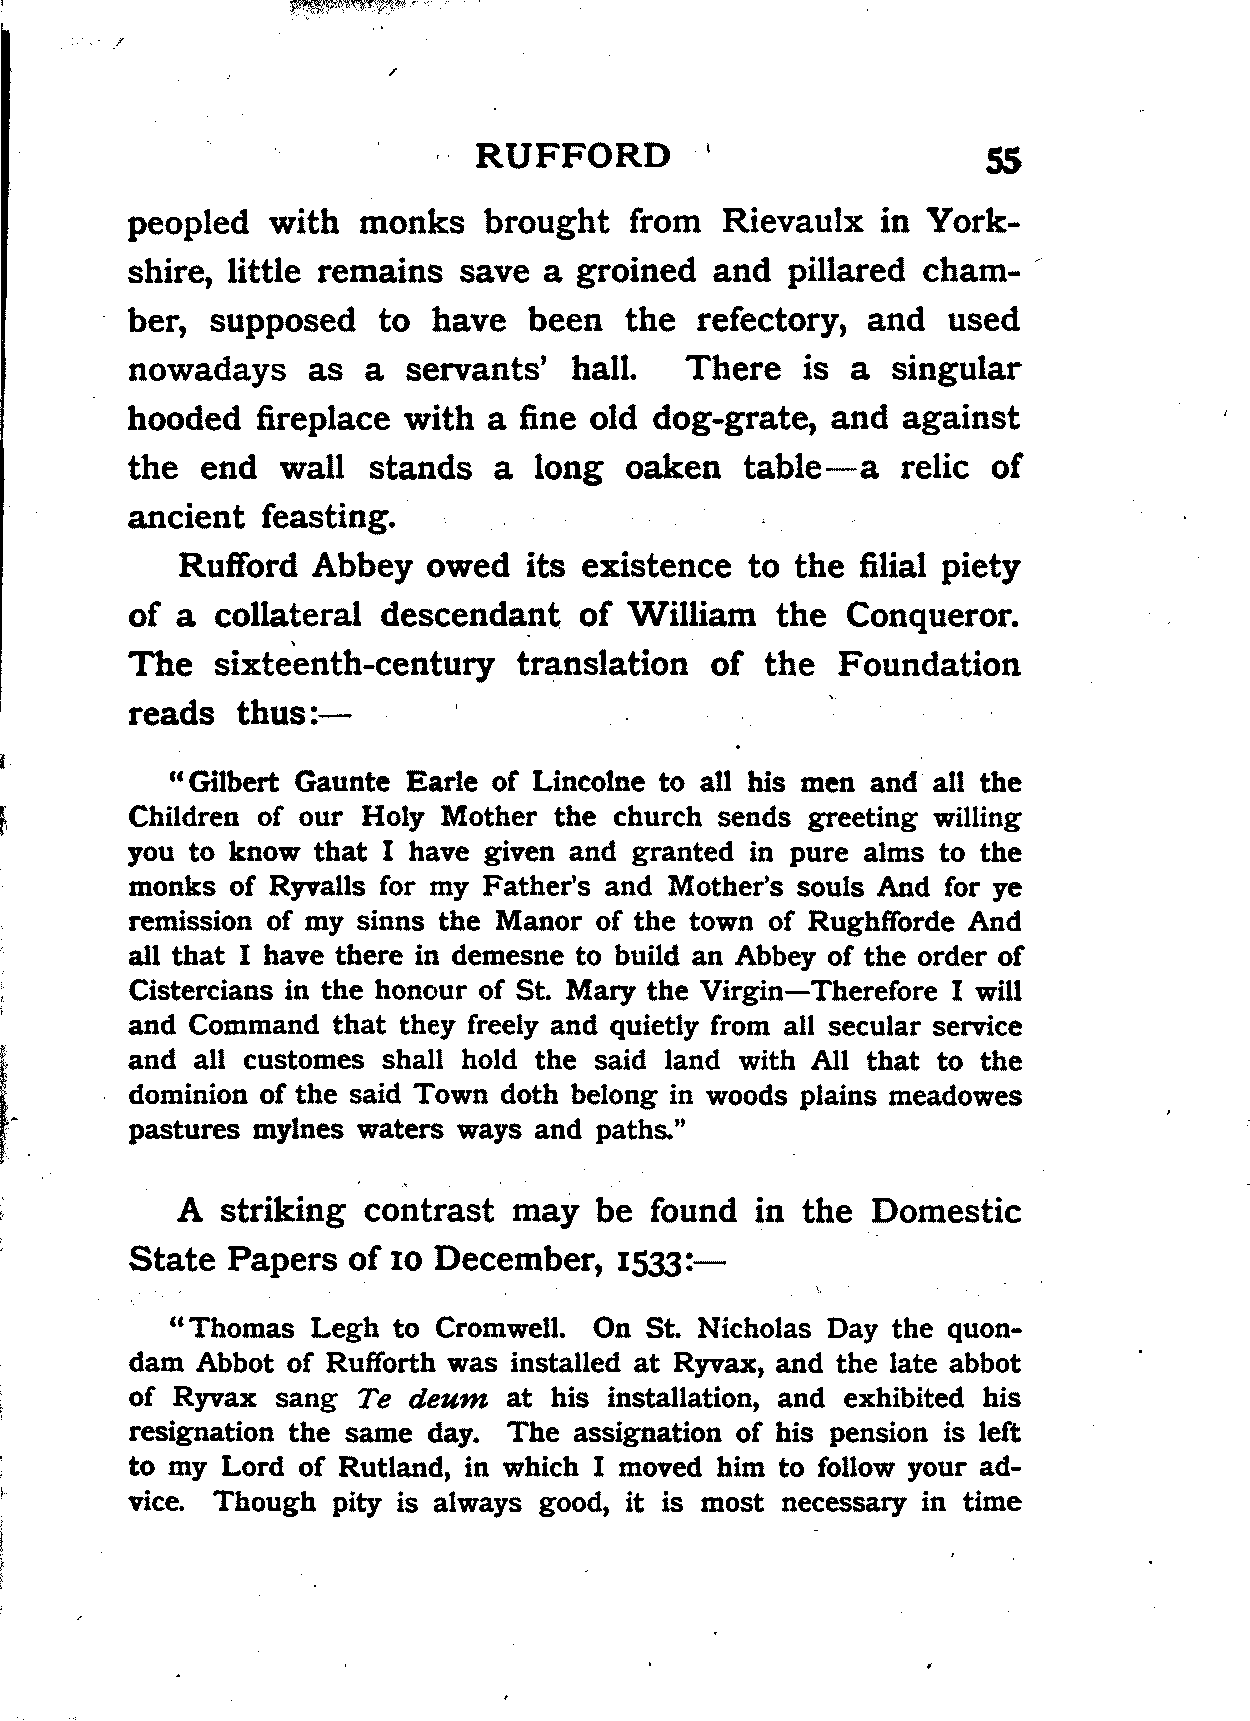 RUFFORD 55
peopled with monks brought from Rievaulx in York-
shire, little remains save a groined and pillared cham-
ber, supposed to have been the refectory, and used
nowadays as a servants' hall. There is a singular
hooded fireplace with a fine old dog-grate, and against
the end wall stands a long oaken table—a relic of
ancient feasting.
Rufford Abbey owed its existence to the filial piety
of a collateral descendant of William the Conqueror.
The sixteenth-century translation of the Foundation
reads thus:—
"Gilbert Gaunte Earle of Lincolne to all his men and all the
Children of our Holy Mother the church sends greeting willing
you to know that I have given and granted in pure alms to the
monks of Ryvalls for my Father's and Mother's souls And for ye
remission of my sinns the Manor of the town of Rughfforde And
all that I have there in demesne to build an Abbey of the order of
Cistercians in the honour of St. Mary the Virgin—Therefore I will
and Command that they freely and quietly from all secular service
and all customes shall hold the said land with All that to the
dominion of the said Town doth belong in woods plains meadowes
pastures mylnes waters ways and paths."
A striking contrast may be found in the Domestic
State Papers of 10 December, 1533:—
"Thomas Legh to Cromwell. On St. Nicholas Day the quon-
dam Abbot of Rufforth was installed at Ryvax, and the late abbot
of Ryvax sang Te deum at his installation, and exhibited his
resignation the same day. The assignation of his pension is left
to my Lord of Rutland, in which I moved him to follow your ad-
vice. Though pity is always good, it is most necessary in time